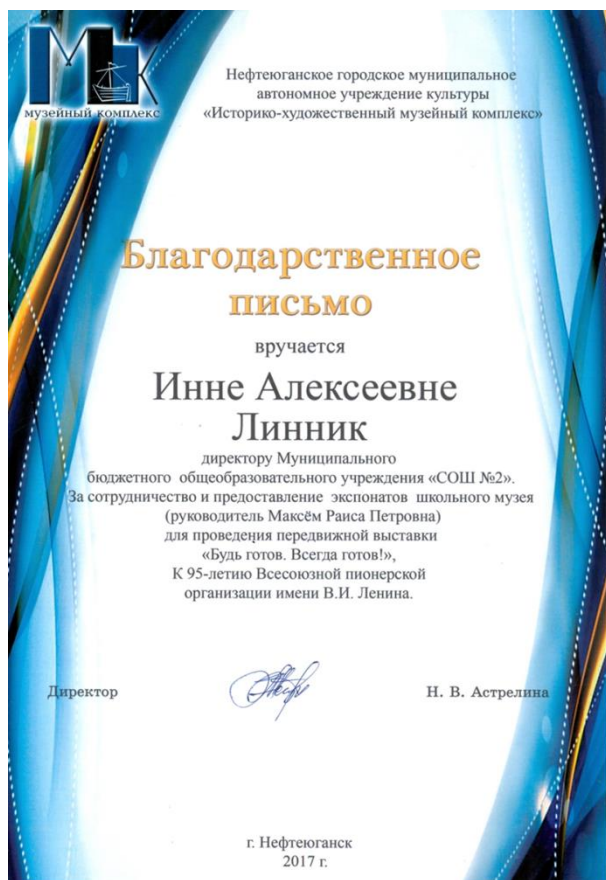 Мк
музейный комплекс
Нефтеюганское городское муниципальное
автономное учреждение культуры
«Историко-художественный музейный комплекс»
Благодарственное
письмо
вручается
Инне Алексеевне
Линник
директору Муниципального
бюджетного общеобразовательного учреждения «СОШ №2».
За сотрудничество и предоставление экспонатов школьного музея
(руководитель Максём Раиса Петровна)
для проведения передвижной выставки
«Будь готов. Всегда готов!»,
К 95-летию Всесоюзной пионерской
организации имени В.И. Ленина.
Директор
Н. В. Астрелина
г. Нефтеюганск
2017 г.